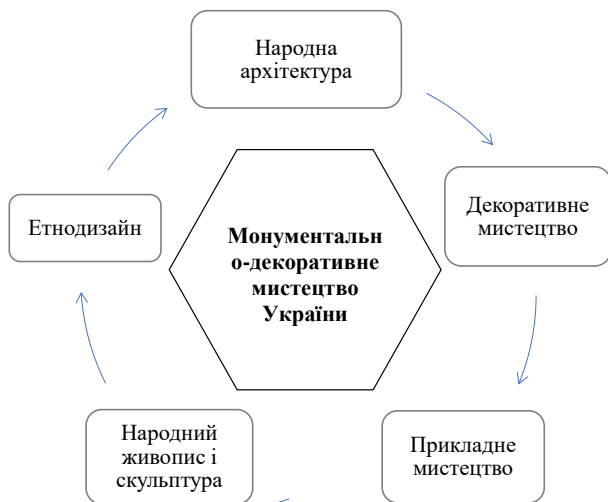 Народна
архітектура
Декоративне
мистецтво
Прикладне
мистецтво
Народний
живопис і
скульптура
Етнодизайн
Монументальн
о-декоративне
мистецтво
України